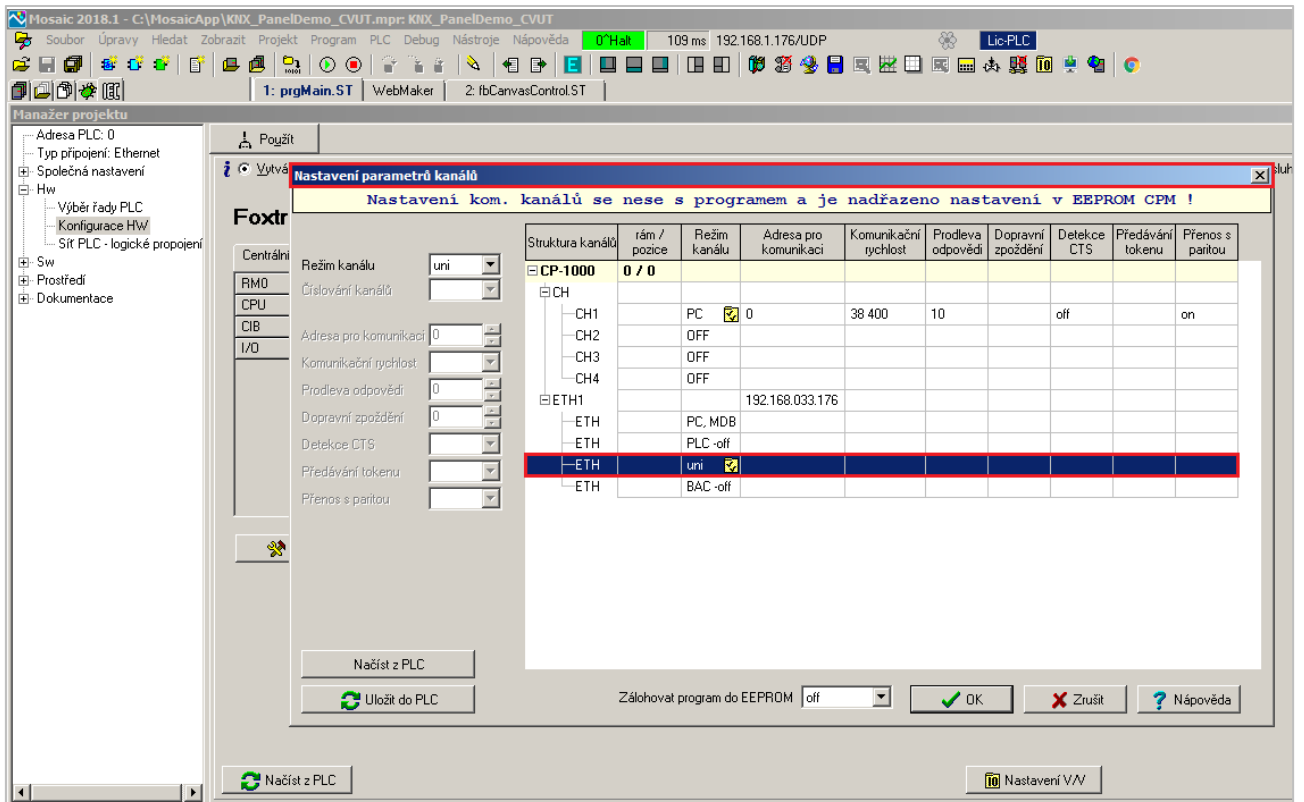 Mosaic 2018.1 - C:\MosaicApp\KNX_PanelDemo_CVUT.mpr: KNX_PanelDemo_CVUT
Soubor Úpravy Hledat Zobrazit Projekt Program PLC Debug Nástroje Nápověda 0^Halt 109 ms 192.168.1.176/UDP Lic-PLC
1: prgMain.ST WebMaker 2: fbCanvasControl.ST
Manažer projektu
Adresa PLC: 0
Typ připojení: Ethernet
Společná nastavení
Hw
Výběr řady PLC
Konfigurace HW
Síť PLC - logické propojení
Sw
Prostředí
Dokumentace
Použít
Vytvá
sluh
Foxtr
Centrální
RM0
CPU
CIB
I/O
Nastavení parametrů kanálů
Nastavení kom. kanálů se nese s programem a je nadřazeno nastavení v EEPROM CPM !
Režim kanálu uni
Číslování kanálů
Adresa pro komunikaci 0
Komunikační rychlost
Prodleva odpovědi 0
Dopravní zpoždění 0
Detekce CTS
Předávání tokenu
Přenos s paritou
Struktura kanálů rám / pozice Režim kanálu Adresa pro komunikaci Komunikační rychlost Prodleva odpovědi Dopravní zpoždění Detekce CTS Předávání tokenu Přenos s paritou
CP-1000 0 / 0
CH
CH1 PC 0 38 400 10 off on
CH2 OFF
CH3 OFF
CH4 OFF
ETH1 192.168.033.176
ETH PC, MDB
ETH PLC -off
ETH uni
ETH BAC -off
Načíst z PLC
Uložit do PLC
Zálohovat program do EEPROM off
OK
Zrušit
Nápověda
Načíst z PLC
Nastavení V/V